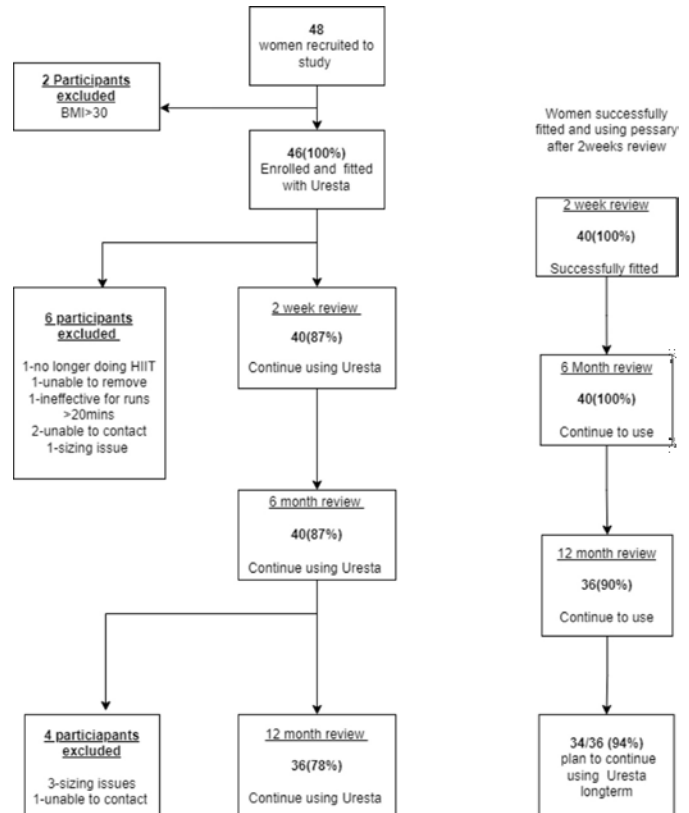 48
women recruited to
study
2 Participants
excluded
BMI>30
46(100%)
Enrolled and fitted
with Uresta
6 participants
excluded
1-no longer doing HIIT
1-unable to remove
1-ineffective for runs
>20mins
2-unable to contact
1-sizing issue
2 week review
40(87%)
Continue using Uresta
6 month review
40(87%)
Continue using Uresta
4 particiapants
excluded
3-sizing issues
1-unable to contact
12 month review
36(78%)
Continue using Uresta
Women successfully
fitted and using pessary
after 2weeks review
2 week review
40(100%)
Successfully fitted
6 Month review
40(100%)
Continue to use
12 month review
36(90%)
Continue to use
34/36 (94%)
plan to continue
using Uresta
longterm